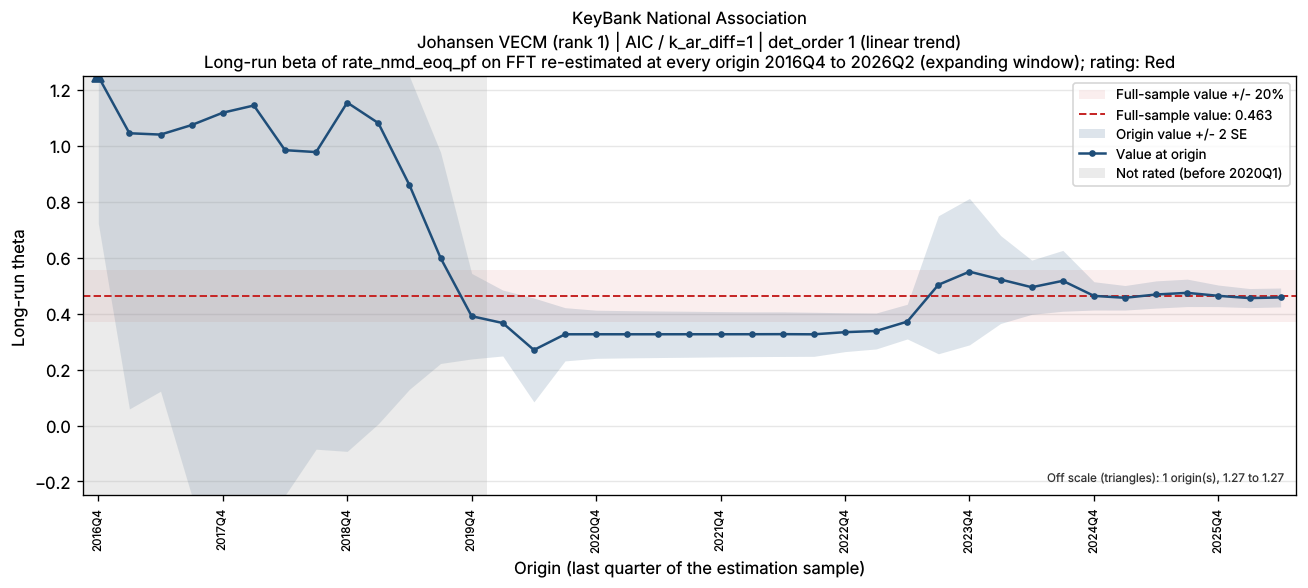 KeyBank National Association
Johansen VECM (rank 1) | AIC / k_ar_diff=1 | det_order 1 (linear trend)
Long-run beta of rate_nmd_eoq_pf on FFT re-estimated at every origin 2016Q4 to 2026Q2 (expanding window); rating: Red
Full-sample value +/- 20%
Full-sample value: 0.463
Origin value +/- 2 SE
Value at origin
Not rated (before 2020Q1)
Long-run theta
1.2
1.0
0.8
0.6
0.4
0.2
0.0
−0.2
Off scale (triangles): 1 origin(s), 1.27 to 1.27
2016Q4
2017Q4
2018Q4
2019Q4
2020Q4
2021Q4
2022Q4
2023Q4
2024Q4
2025Q4
Origin (last quarter of the estimation sample)